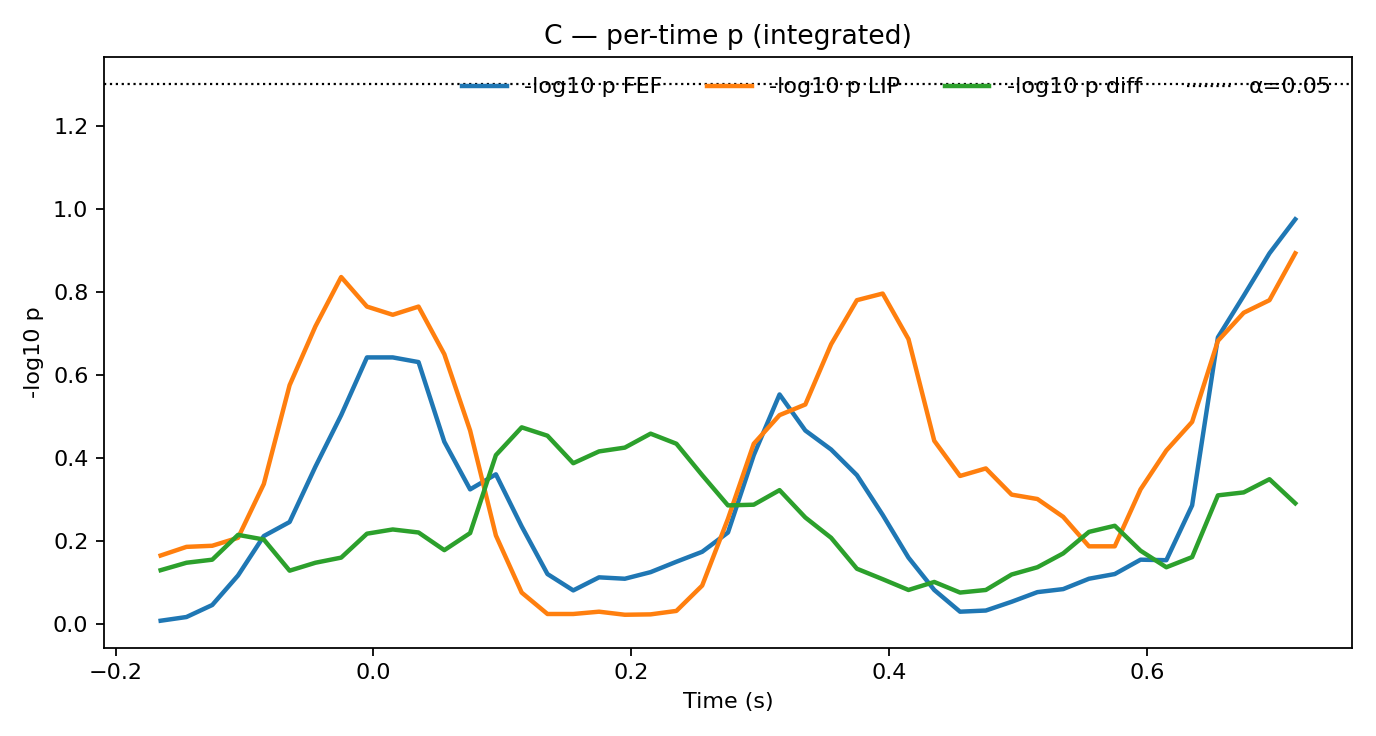 C — per-time p (integrated)
-log10 p FEF -log10 p LIP -log10 p diff α=0.05
1.2
1.0
0.8
0.6
0.4
0.2
0.0
-log10 p
−0.2 0.0 0.2 0.4 0.6
Time (s)